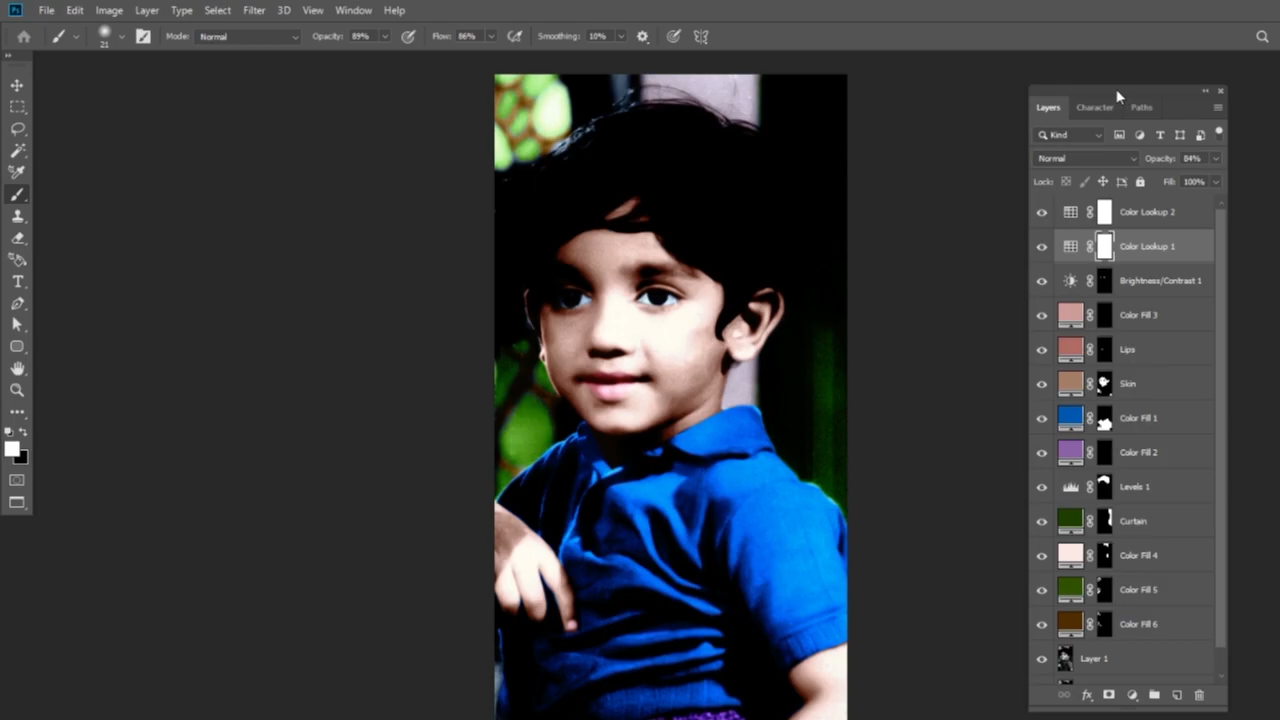 Ps File Edit Image Layer Type Select Filter 3D View Window Help
21 Mode: Normal Opacity: 89% Flow: 86% Smoothing: 10%
Layers Character Paths
Kind
Normal Opacity: 84%
Lock: Fill: 100%
Color Lookup 2
Color Lookup 1
Brightness/Contrast 1
Color Fill 3
Lips
Skin
Color Fill 1
Color Fill 2
Levels 1
Curtain
Color Fill 4
Color Fill 5
Color Fill 6
Layer 1
fx